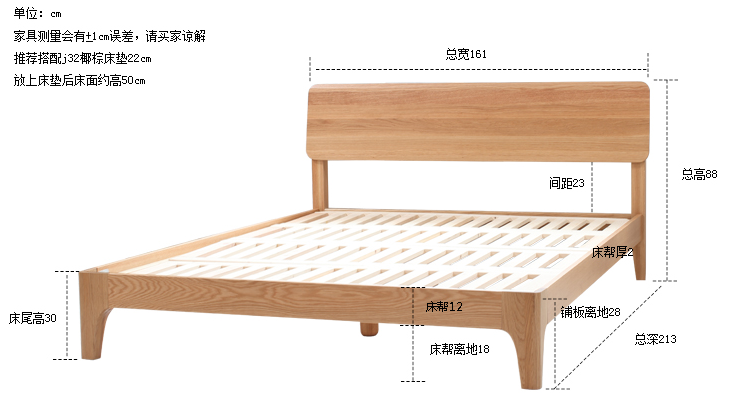 单位：cm
家具测量会有±1cm误差，请买家谅解
推荐搭配j32椰棕床垫22cm
放上床垫后床面约高50cm
总宽161
总高88
间距23
床帮厚2
床尾高30
床帮12
铺板离地28
总深213
床帮离地18